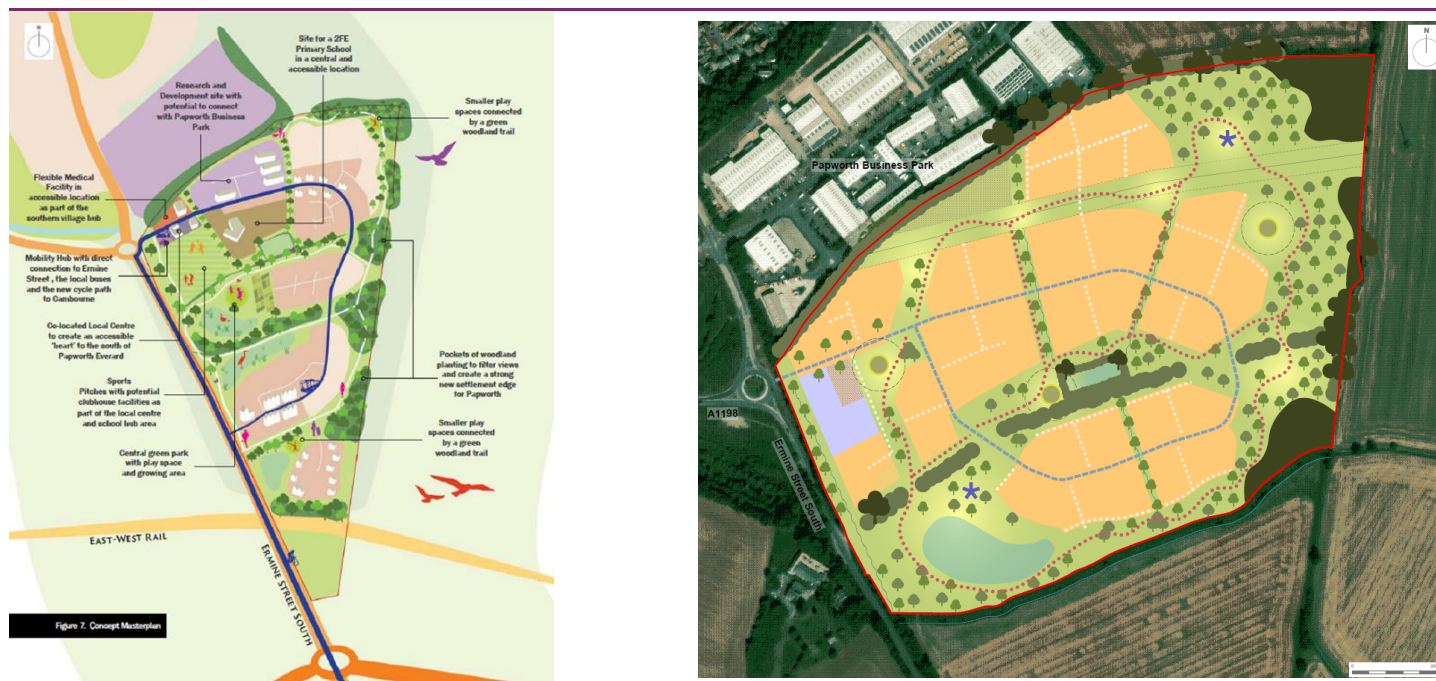 N
Site for a 2FE
Primary School
in a central and
accessible location
Research and
Development site with
potential to connect
with Papworth Business
Park
Smaller play
spaces connected
by a green
woodland trail
Flexible Medical
Facility in
accessible location
as part of the
southern village hub
Mobility Hub with direct
connection to Ermine
Street , the local buses
and the new cycle path
to Cambourne
Co-located Local Centre
to create an accessible
'heart' to the south of
Papworth Everard
Pockets of woodland
planting to filter views
and create a strong
new settlement edge
for Papworth
Sports
Pitches with potential
clubhouse facilities as
part of the local centre
and school hub area
Smaller play
spaces connected
by a green
woodland trail
Central green park
with play space
and growing area
EAST-WEST RAIL
ERMINE STREET SOUTH
Figure 7. Concept Masterplan
N
Papworth Business Park
A1198
Ermine Street South
0